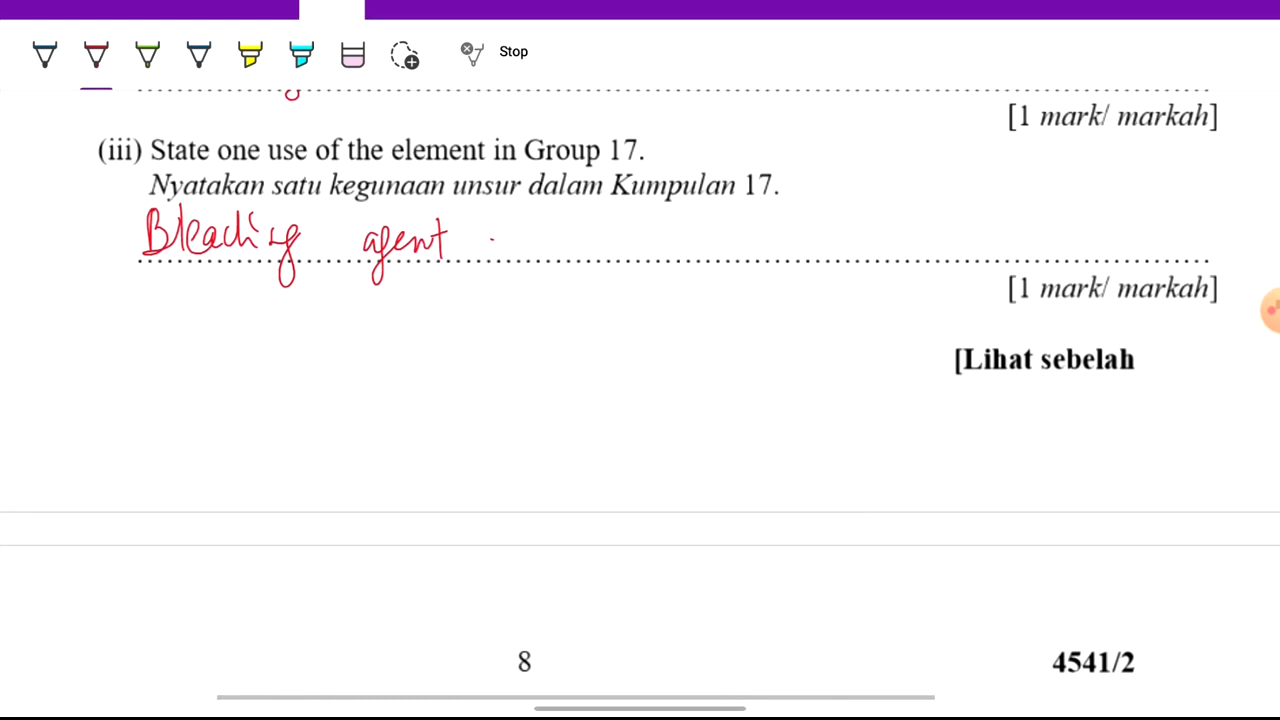 Stop
[1 mark/ markah]
(iii) State one use of the element in Group 17.
Nyatakan satu kegunaan unsur dalam Kumpulan 17.
Bleaching agent
[1 mark/ markah]
[Lihat sebelah
8
4541/2